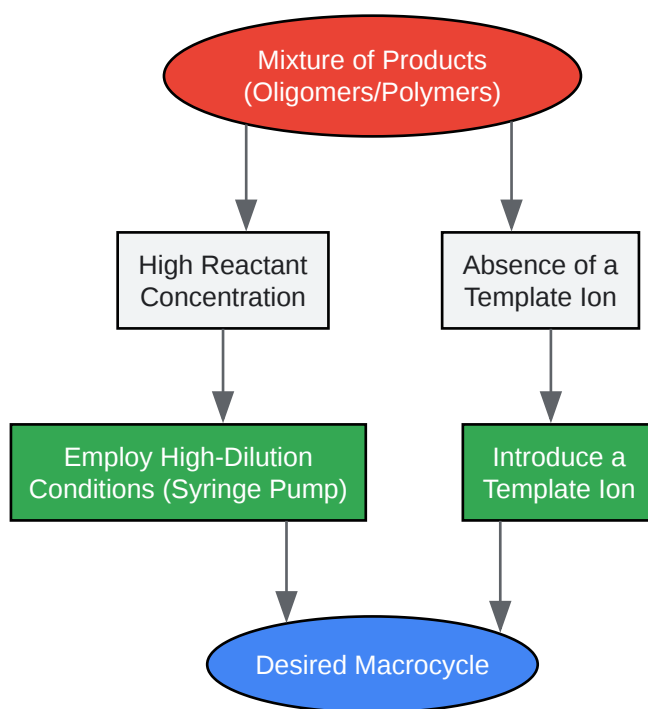 Mixture of Products
(Oligomers/Polymers)
High Reactant
Concentration
Absence of a
Template Ion
Employ High-Dilution
Conditions (Syringe Pump)
Introduce a
Template Ion
Desired Macrocycle